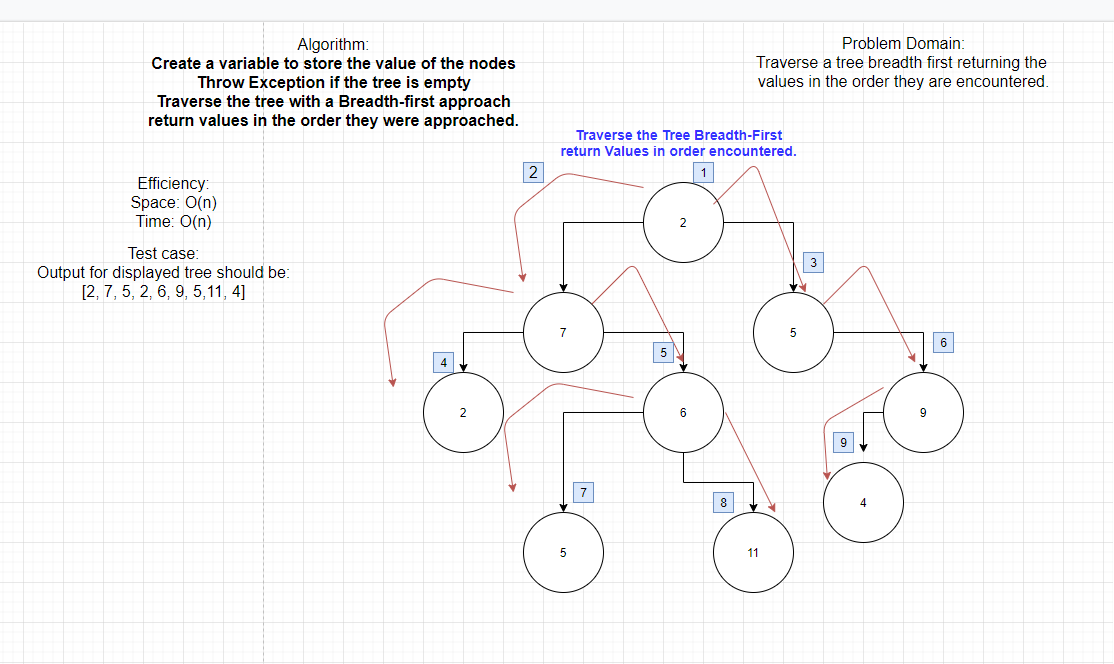 Algorithm:
Create a variable to store the value of the nodes
Throw Exception if the tree is empty
Traverse the tree with a Breadth-first approach
return values in the order they were approached.
Problem Domain:
Traverse a tree breadth first returning the
values in the order they are encountered.
Efficiency:
Space: O(n)
Time: O(n)
Test case:
Output for displayed tree should be:
[2, 7, 5, 2, 6, 9, 5,11, 4]
Traverse the Tree Breadth-First
return Values in order encountered.
2
1
2
3
7
5
4
5
6
2
6
9
9
7
8
4
5
11